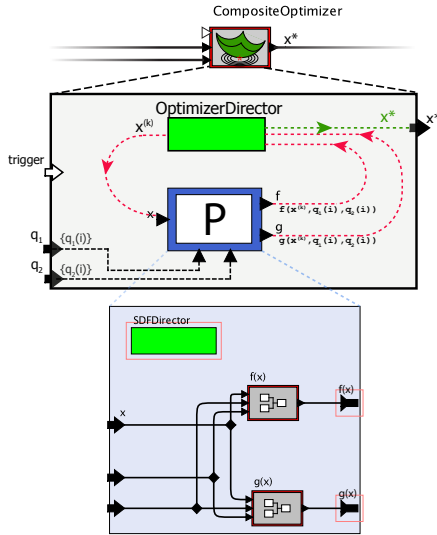 CompositeOptimizer
x*
OptimizerDirector
x(k)
x*
x*
trigger
f
x
P
f(x(k),q1(i),q2(i))
g
q1
{q1(i)}
g(x(k),q1(i),q2(i))
q2
{q2(i)}
SDFDirector
f(x)
f(x)
x
g(x)
g(x)